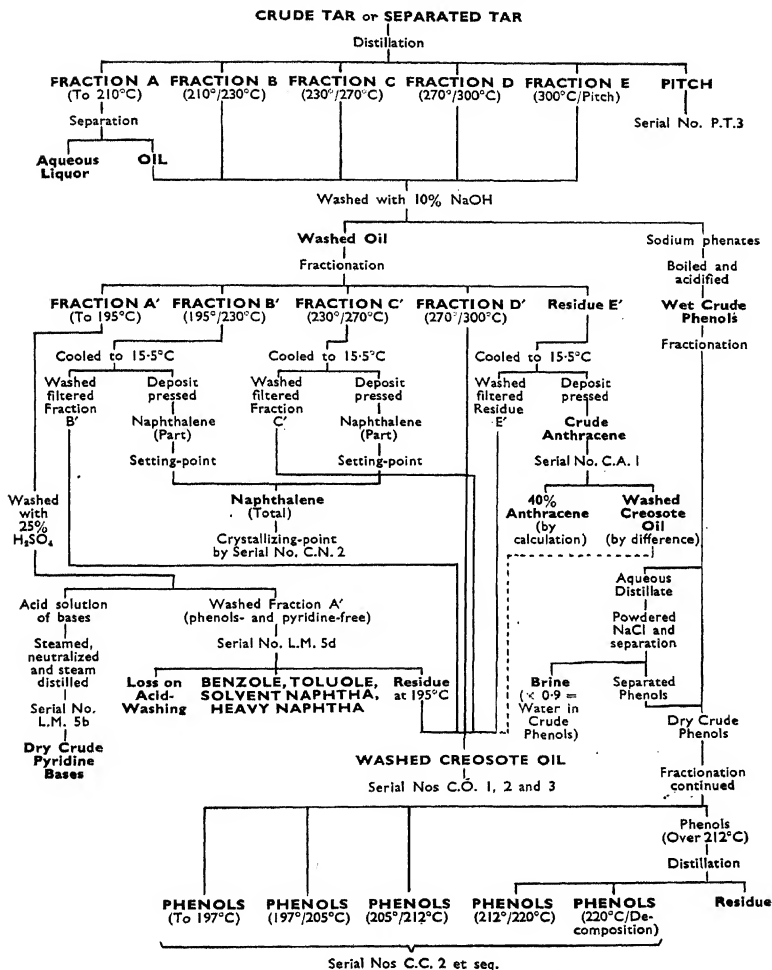 CRUDE TAR or SEPARATED TAR
Distillation
FRACTION A
(To 210°C)
FRACTION B
(210°/230°C)
FRACTION C
(230°/270°C)
FRACTION D
(270°/300°C)
FRACTION E
(300°C/Pitch)
PITCH
Serial No. P.T.3
Separation
Aqueous
Liquor
OIL
Washed with 10% NaOH
Washed Oil
Fractionation
Sodium phenates
Boiled and
acidified
Wet Crude
Phenols
Fractionation
FRACTION A′
(To 195°C)
FRACTION B′
(195°/230°C)
FRACTION C′
(230°/270°C)
FRACTION D′
(270°/300°C)
Residue E′
Cooled to 15·5°C
Washed
filtered
Fraction
B′
Deposit
pressed
Naphthalene
(Part)
Setting-point
Cooled to 15·5°C
Washed
filtered
Fraction
C′
Deposit
pressed
Naphthalene
(Part)
Setting-point
Cooled to 15·5°C
Washed
filtered
Residue
E′
Deposit
pressed
Crude
Anthracene
Serial No. C.A. 1
Naphthalene
(Total)
Crystallizing-point
by Serial No. C.N. 2
40%
Anthracene
(by
calculation)
Washed
Creosote
Oil
(by difference)
Washed
with
25%
H₂SO₄
Acid solution
of bases
Steamed,
neutralized
and steam
distilled
Serial No.
L.M. 5b
Dry Crude
Pyridine
Bases
Washed Fraction A′
(phenols- and pyridine-free)
Serial No. L.M. 5d
Loss on
Acid-
Washing
BENZOLE, TOLUOLE,
SOLVENT NAPHTHA,
HEAVY NAPHTHA
Residue
at 195°C
Aqueous
Distillate
Powdered
NaCl and
separation
Brine
(× 0·9 =
Water in
Crude
Phenols)
Separated
Phenols
Dry Crude
Phenols
WASHED CREOSOTE OIL
Serial Nos C.O. 1, 2 and 3
Fractionation
continued
Phenols
(Over 212°C)
Distillation
PHENOLS
(To 197°C)
PHENOLS
(197°/205°C)
PHENOLS
(205°/212°C)
PHENOLS
(212°/220°C)
PHENOLS
(220°C/De-
composition)
Residue
Serial Nos C.C. 2 et seq.